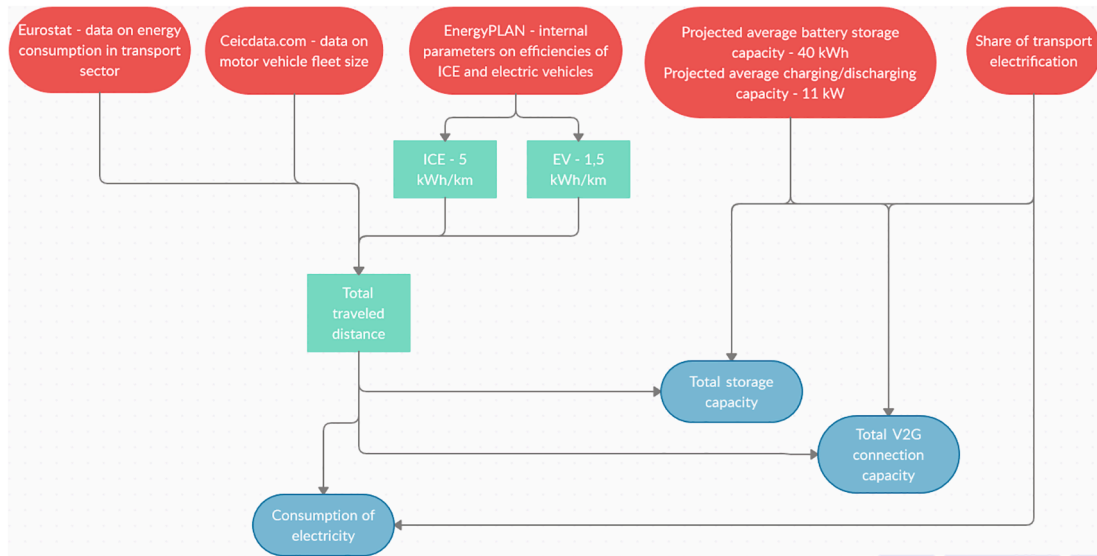 Eurostat - data on energy
consumption in transport
sector
Ceicdata.com - data on
motor vehicle fleet size
EnergyPLAN - internal
parameters on efficiencies of
ICE and electric vehicles
Projected average battery storage
capacity - 40 kWh
Projected average charging/discharging
capacity - 11 kW
Share of transport
electrification
ICE - 5
kWh/km
EV - 1,5
kWh/km
Total
traveled
distance
Total storage
capacity
Total V2G
connection
capacity
Consumption of
electricity